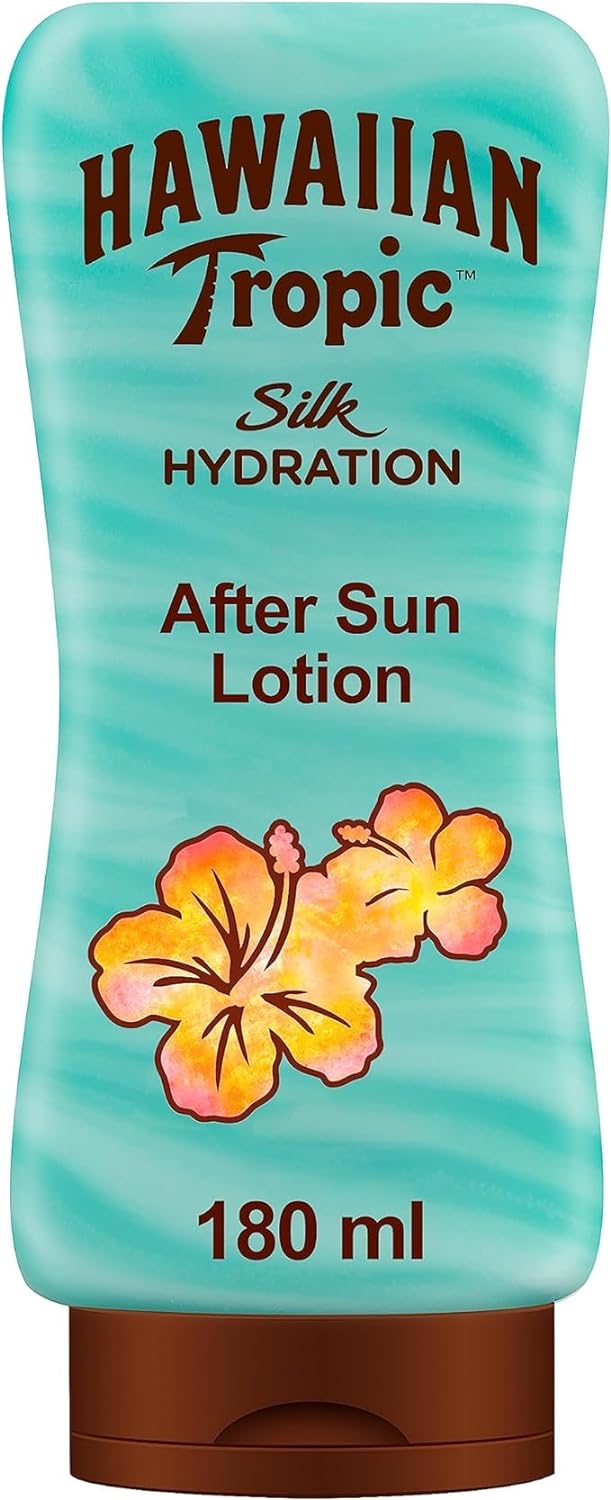 HAWAIIAN
Tropic™
Silk
HYDRATION
After Sun
Lotion
180 ml